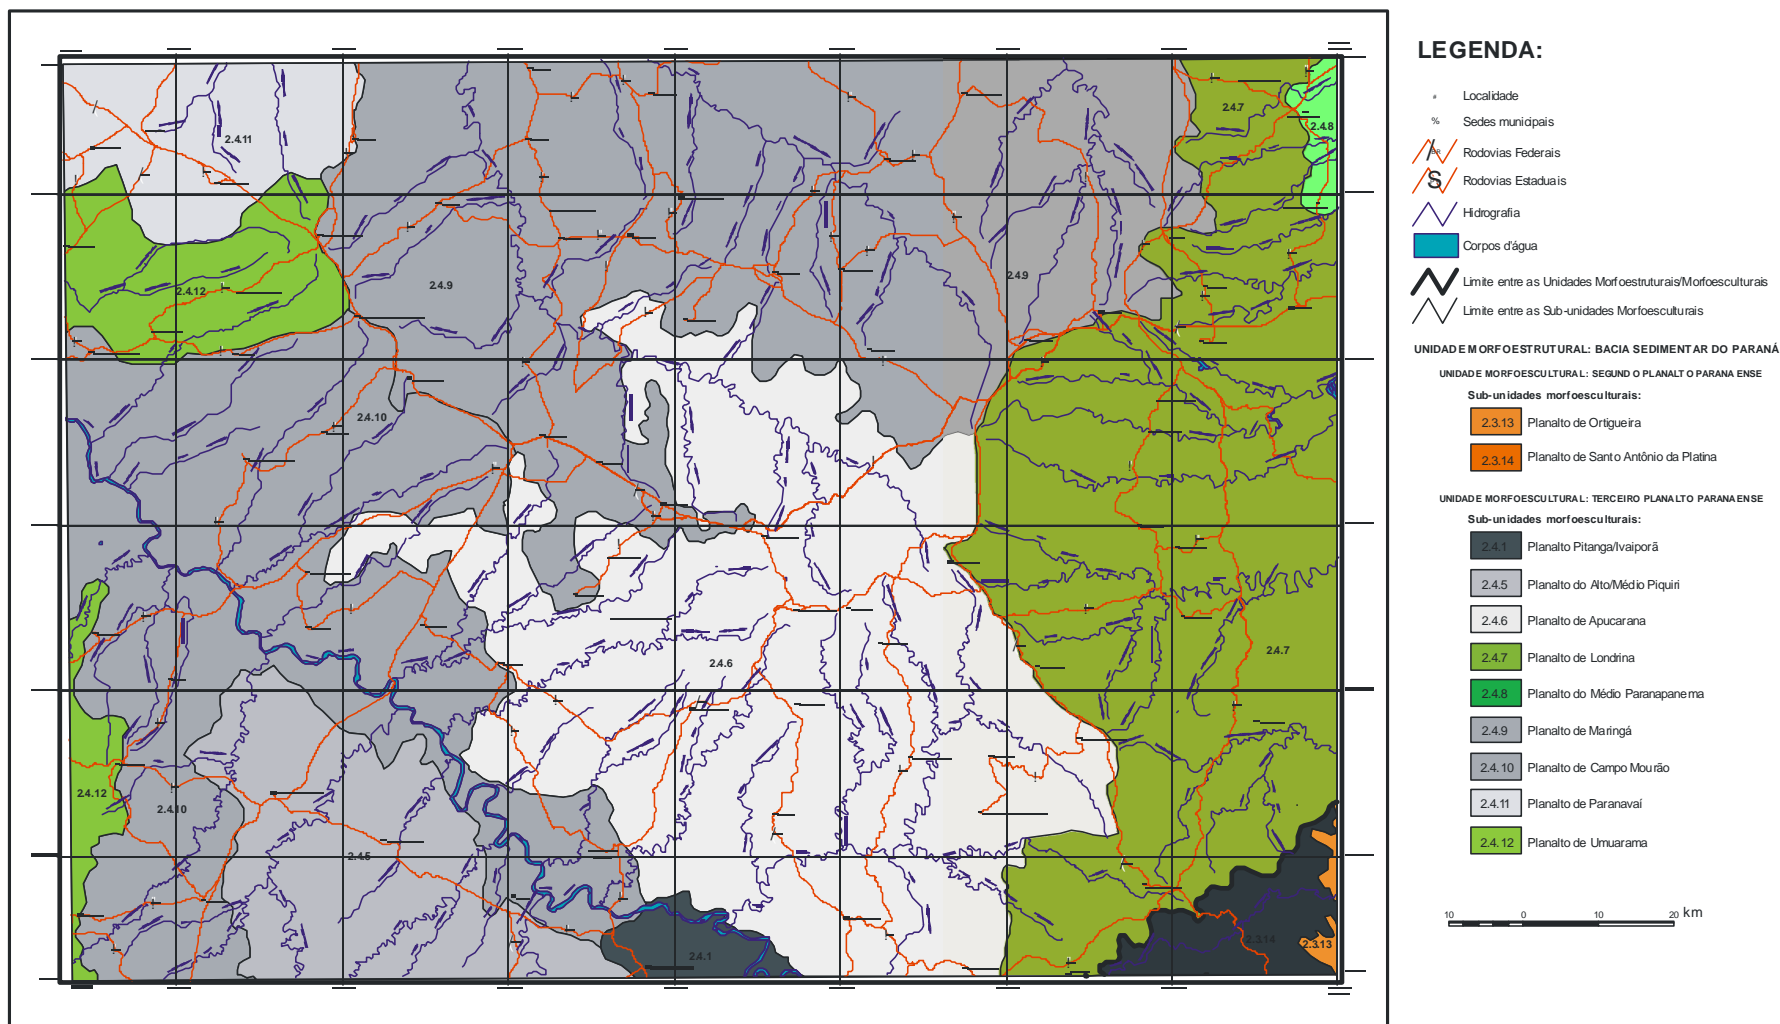 LEGENDA:
Localidade
% Sedes municipais
BR Rodovias Federais
S Rodovias Estaduais
Hidrografia
Corpos d'água
Limite entre as Unidades Morfoestruturais/Morfoesculturais
Limite entre as Sub-unidades Morfoesculturais
UNIDADE MORFOESTRUTURAL: BACIA SEDIMENTAR DO PARANÁ
UNIDADE MORFOESCULTURAL: SEGUNDO PLANALTO PARANAENSE
Sub-unidades morfoesculturais:
2.3.13 Planalto de Ortigueira
2.3.14 Planalto de Santo Antônio da Platina
UNIDADE MORFOESCULTURAL: TERCEIRO PLANALTO PARANAENSE
Sub-unidades morfoesculturais:
2.4.1 Planalto Pitanga/Ivaiporã
2.4.5 Planalto do Alto/Médio Piquiri
2.4.6 Planalto de Apucarana
2.4.7 Planalto de Londrina
2.4.8 Planalto do Médio Paranapanema
2.4.9 Planalto de Maringá
2.4.10 Planalto de Campo Mourão
2.4.11 Planalto de Paranavaí
2.4.12 Planalto de Umuarama
10 0 10 20 km
2.4.7
2.4.8
2.4.11
2.4.9
2.4.9
2.4.12
2.4.10
2.4.6
2.4.7
2.4.12
2.4.10
2.4.5
2.3.14
2.3.13
2.4.1